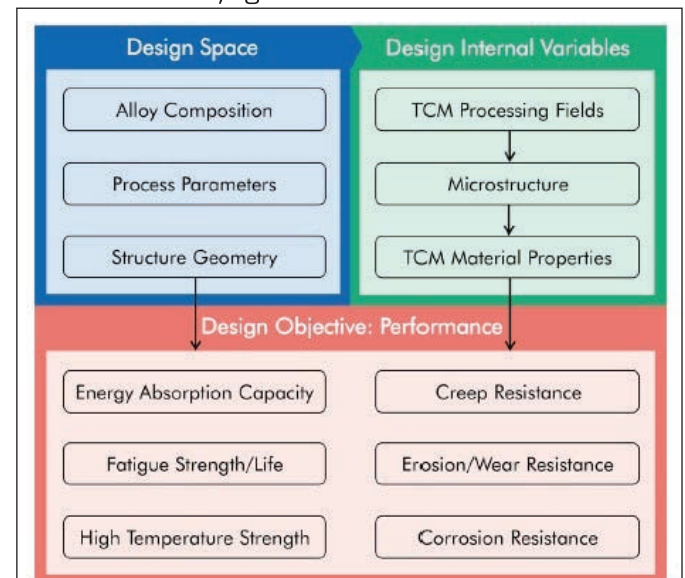 Design Space
Design Internal Variables
Alloy Composition
TCM Processing Fields
Process Parameters
Microstructure
Structure Geometry
TCM Material Properties
Design Objective: Performance
Energy Absorption Capacity
Creep Resistance
Fatigue Strength/Life
Erosion/Wear Resistance
High Temperature Strength
Corrosion Resistance